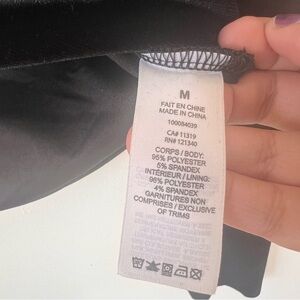 M
FAIT EN CHINE
MADE IN CHINA
100084039
CA# 11319
RN# 121340
CORPS / BODY:
95% POLYESTER
5% SPANDEX
INTÉRIEUR / LINING:
96% POLYESTER
4% SPANDEX
GARNITURES NON
COMPRISES / EXCLUSIVE
OF TRIMS